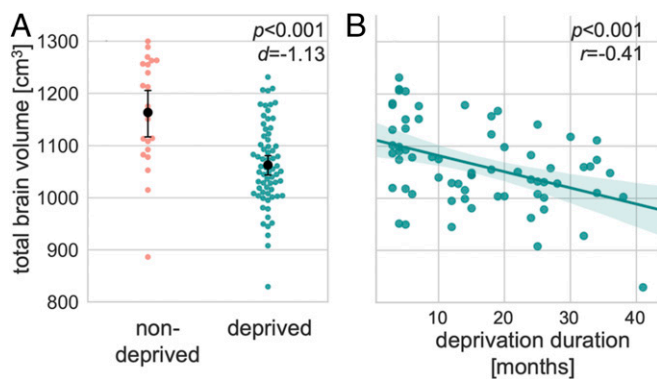 A
p<0.001
d=-1.13
B
p<0.001
r=-0.41
total brain volume [cm³]
1300
1200
1100
1000
900
800
non-
deprived
deprived
10
20
30
40
deprivation duration
[months]